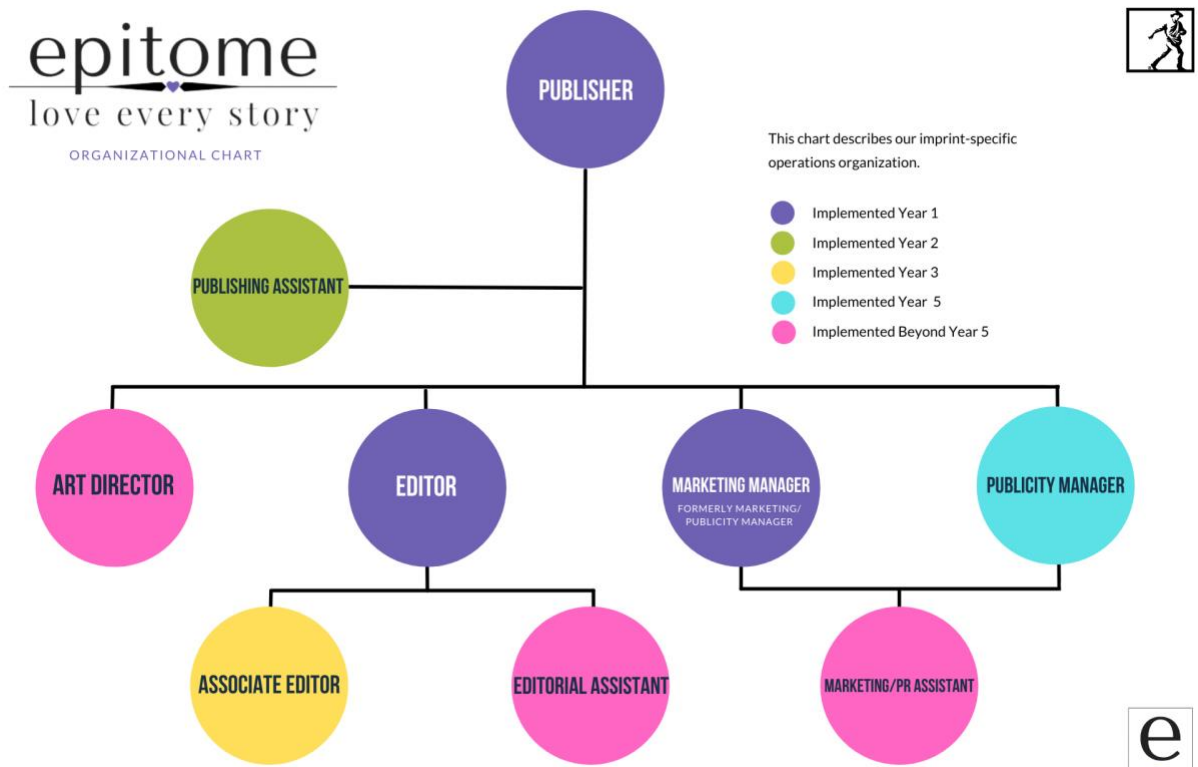 epitome
love every story
ORGANIZATIONAL CHART
PUBLISHER
This chart describes our imprint-specific
operations organization.
Implemented Year 1
Implemented Year 2
Implemented Year 3
Implemented Year 5
Implemented Beyond Year 5
PUBLISHING ASSISTANT
ART DIRECTOR
EDITOR
MARKETING MANAGER
FORMERLY MARKETING/
PUBLICITY MANAGER
PUBLICITY MANAGER
ASSOCIATE EDITOR
EDITORIAL ASSISTANT
MARKETING/PR ASSISTANT
e